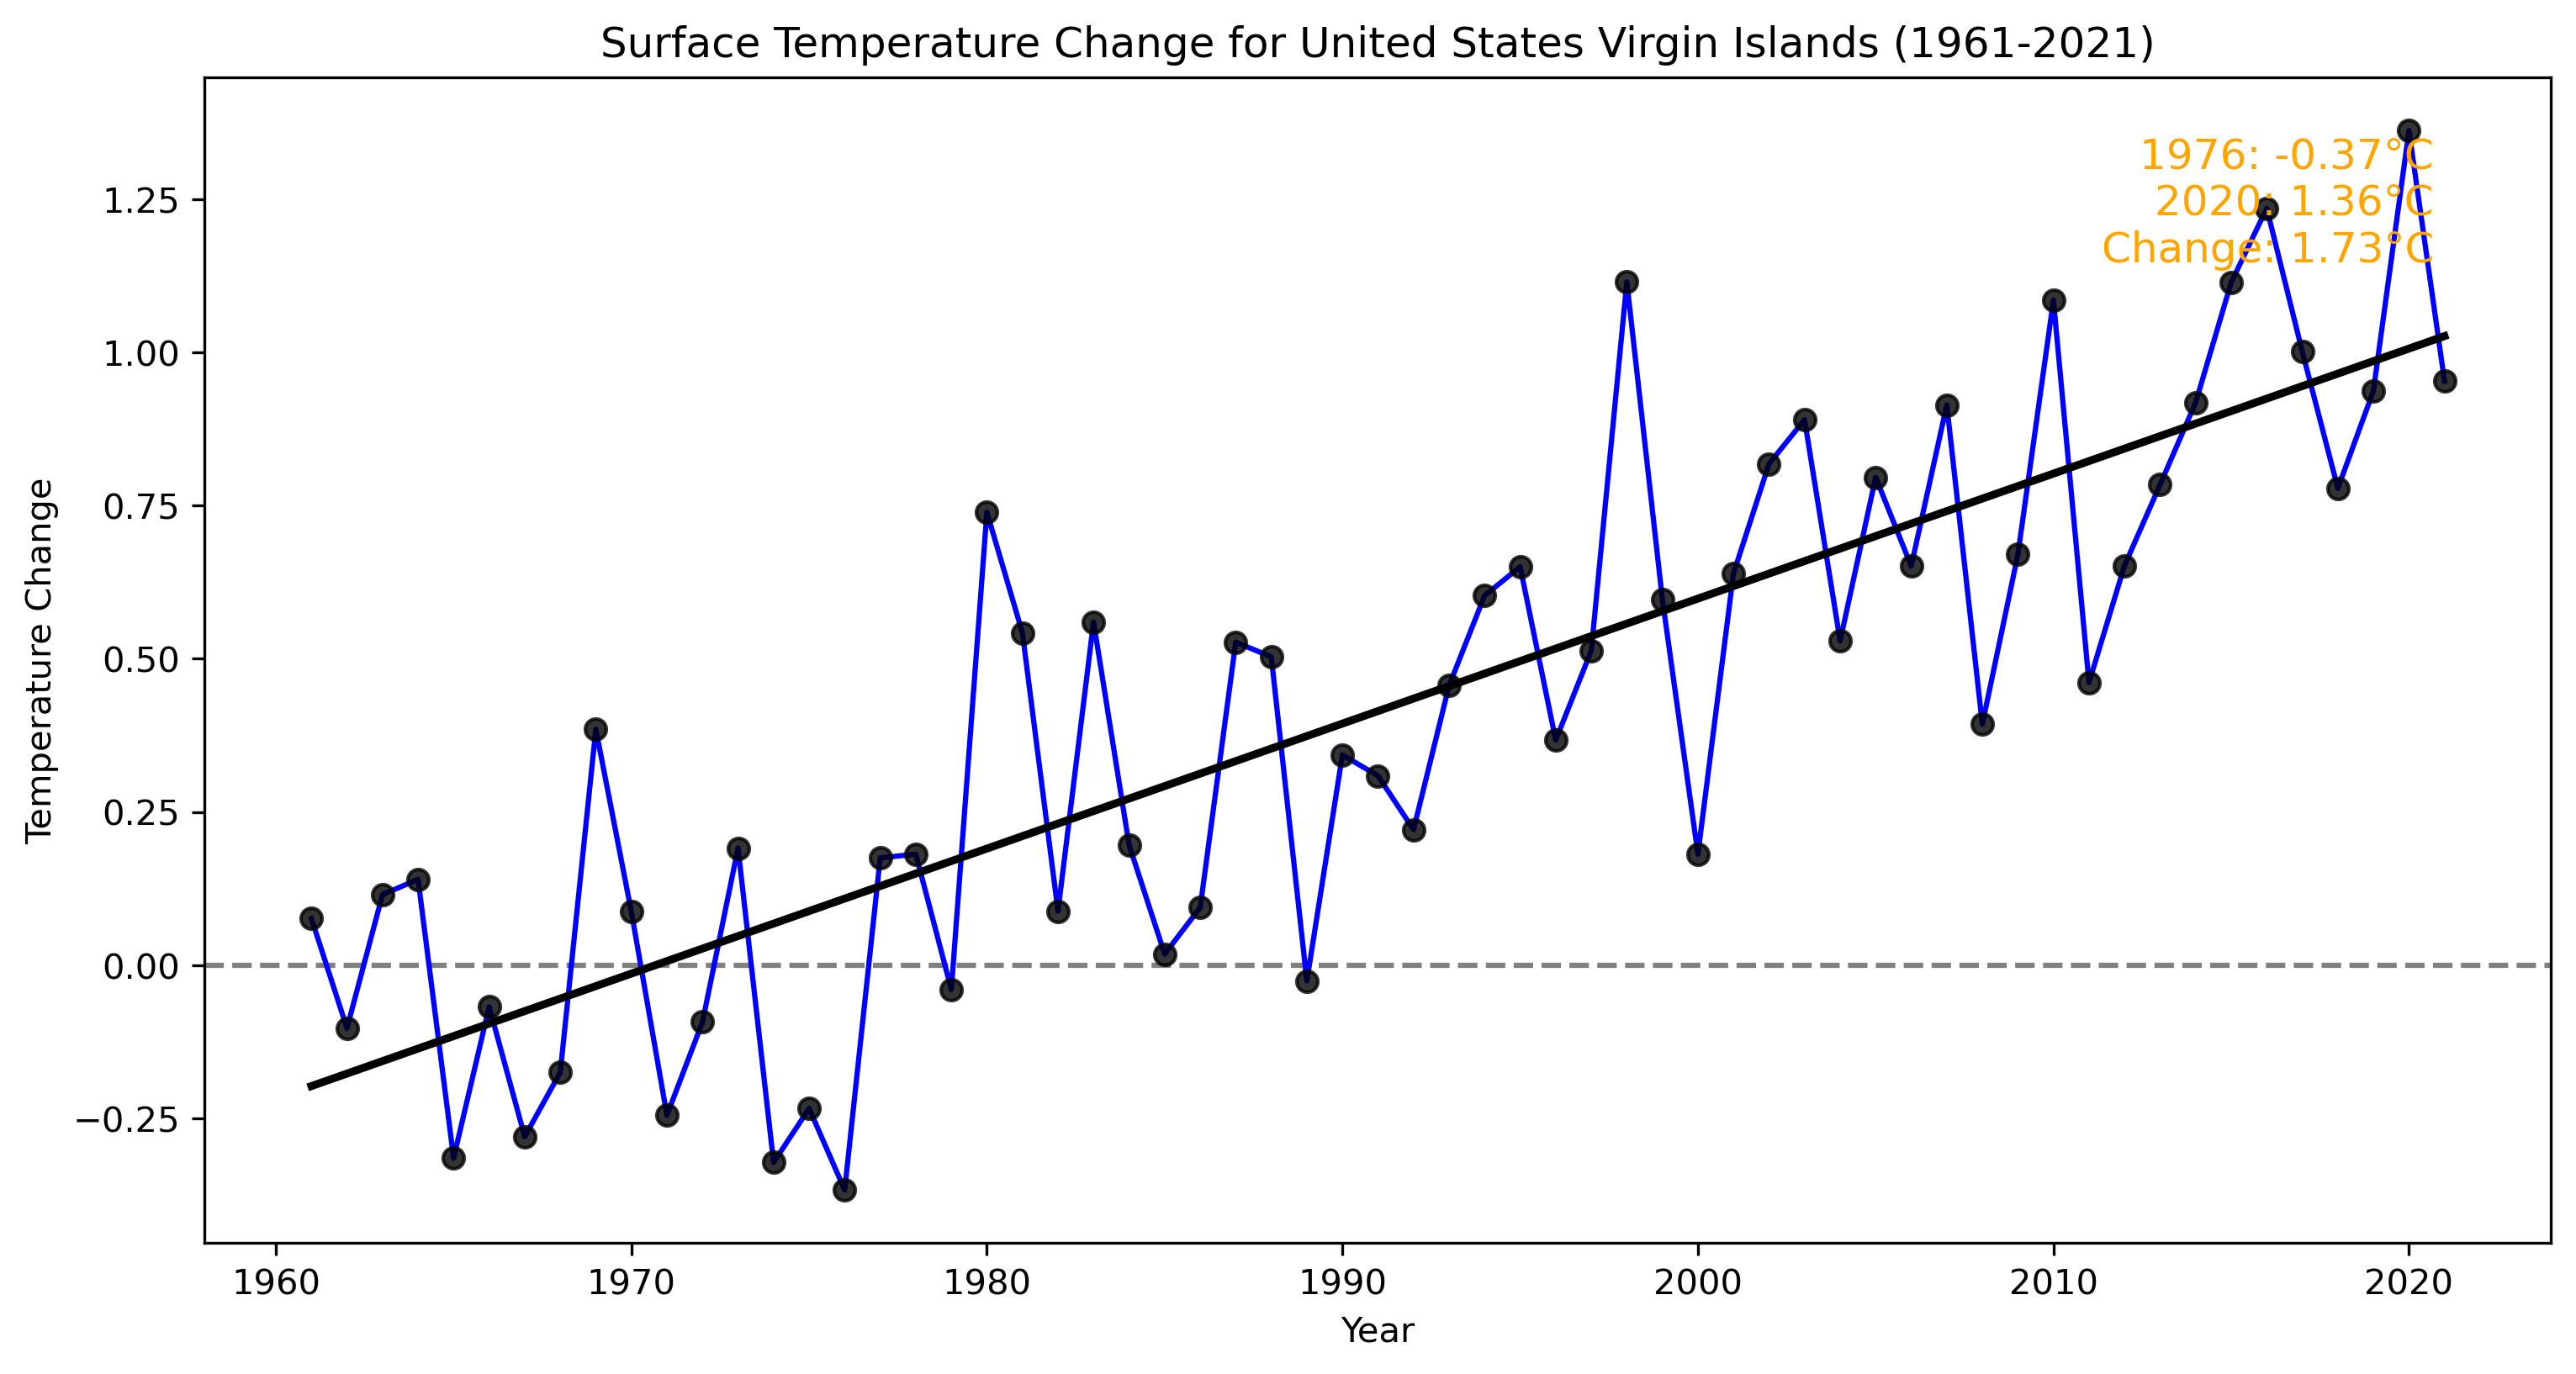 Surface Temperature Change for United States Virgin Islands (1961-2021)
1976: -0.37°C
2020: 1.36°C
Change: 1.73°C
Temperature Change
1.25
1.00
0.75
0.50
0.25
0.00
−0.25
1960 1970 1980 1990 2000 2010 2020
Year